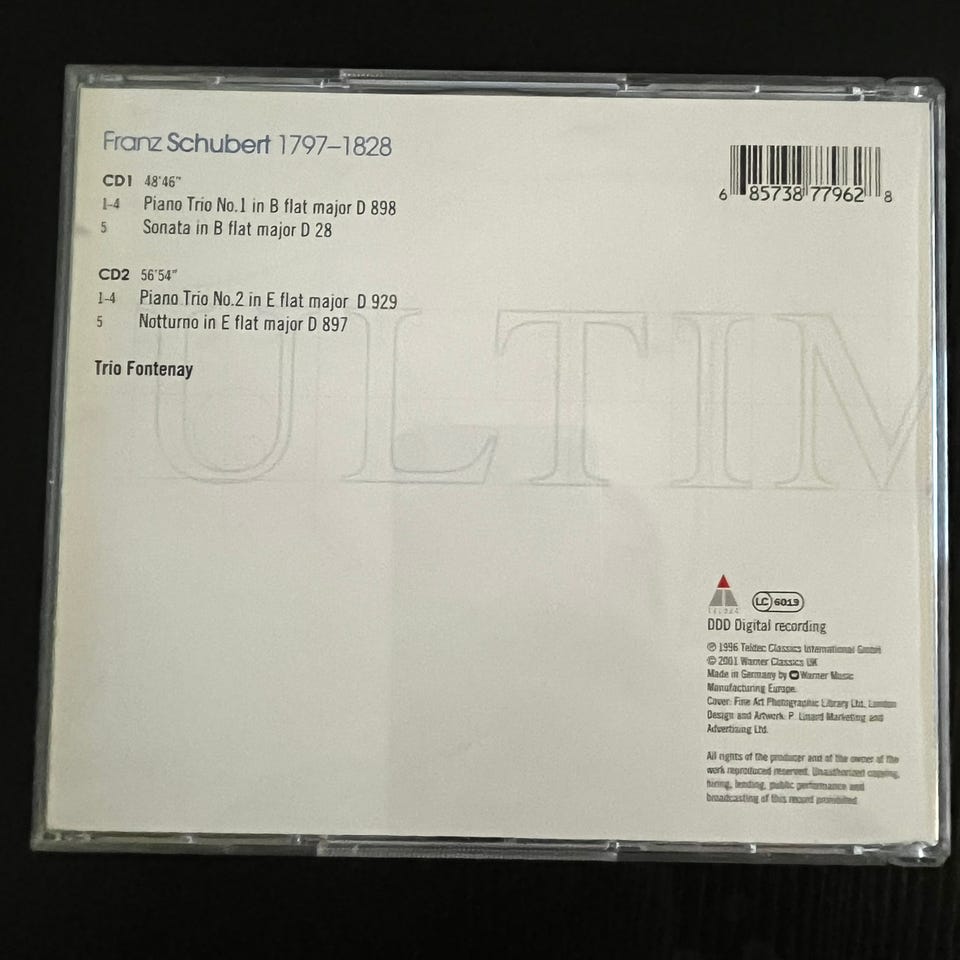 Franz Schubert 1797–1828
CD1 48'46"
1-4 Piano Trio No.1 in B flat major D 898
5 Sonata in B flat major D 28
CD2 56'54"
1-4 Piano Trio No.2 in E flat major D 929
5 Notturno in E flat major D 897
Trio Fontenay
6 85738 77962 8
ULTIM
TELDEC
LC 6019
DDD Digital recording
℗ 1996 Teldec Classics International GmbH
© 2001 Warner Classics UK
Made in Germany by Warner Music
Manufacturing Europe.
Cover: Fine Art Photographic Library Ltd, London
Design and Artwork: P. Linard Marketing and
Advertizing Ltd.
All rights of the producer and of the owner of the
work reproduced reserved. Unauthorized copying,
hiring, lending, public performance and
broadcasting of this record prohibited